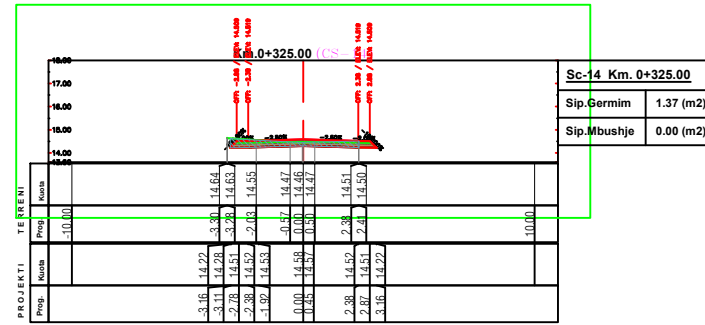 Km.0+325.00 (CS-
Sc-14 Km. 0+325.00
Sip.Germim 1.37 (m2)
Sip.Mbushje 0.00 (m2)
18.00
17.00
16.00
15.00
14.00
-2.50% -2.50%
TERRENI
Kuota 14.64 14.63 14.55 14.47 14.46 14.47 14.51 14.50
Prog. -10.00 -3.30 -3.28 -2.03 -0.57 0.00 0.50 2.38 2.41 10.00
PROJEKTI
Kuota 14.22 14.28 14.51 14.52 14.53 14.58 14.57 14.52 14.51 14.22
Prog. -3.16 -3.11 -2.78 -2.38 -1.92 0.00 0.45 2.38 2.87 3.16